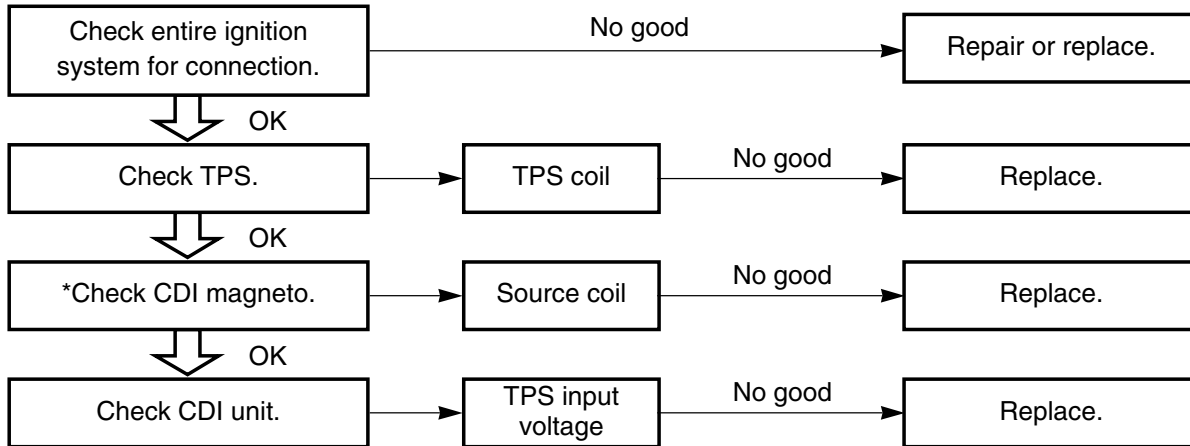 Check entire ignition
system for connection.
No good
Repair or replace.
OK
Check TPS.
TPS coil
No good
Replace.
OK
*Check CDI magneto.
Source coil
No good
Replace.
OK
Check CDI unit.
TPS input
voltage
No good
Replace.